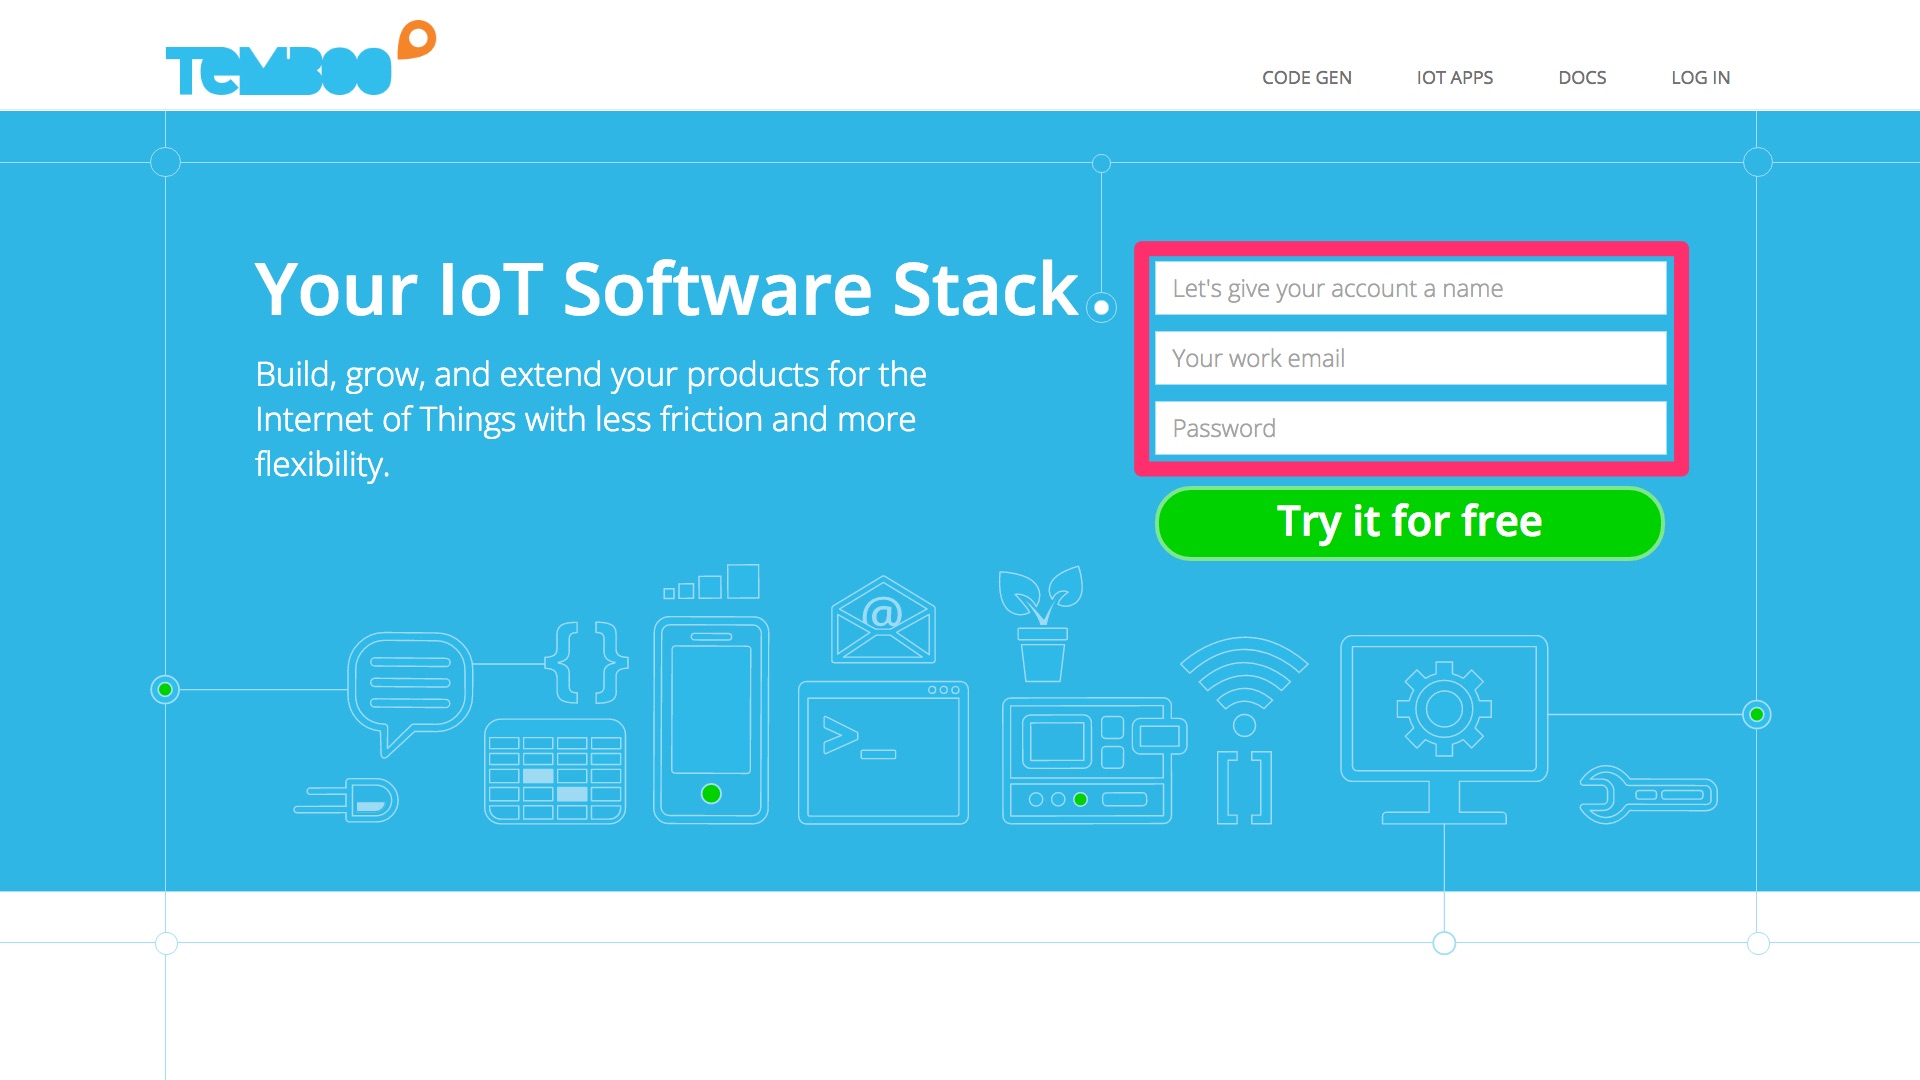 TEMBOO
CODE GEN IOT APPS DOCS LOG IN
Your IoT Software Stack
Build, grow, and extend your products for the
Internet of Things with less friction and more
flexibility.
Let's give your account a name
Your work email
Password
Try it for free
@
{ }
>_
[ ]